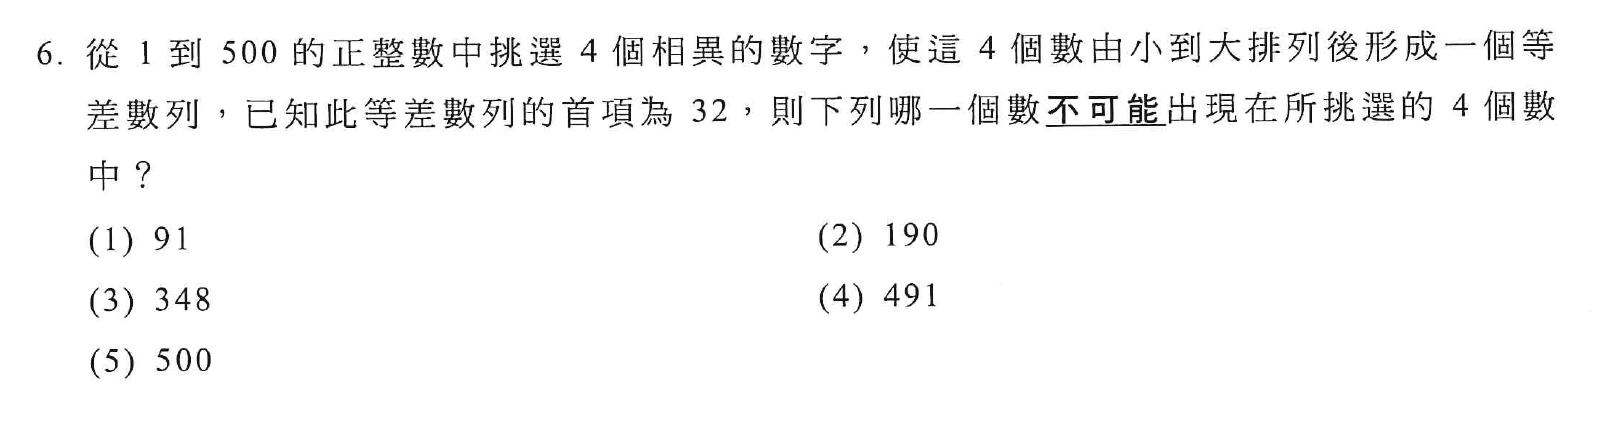 6. 從 1 到 500 的正整數中挑選 4 個相異的數字，使這 4 個數由小到大排列後形成一個等
差數列，已知此等差數列的首項為 32，則下列哪一個數不可能出現在所挑選的 4 個數
中？
(1) 91 (2) 190
(3) 348 (4) 491
(5) 500